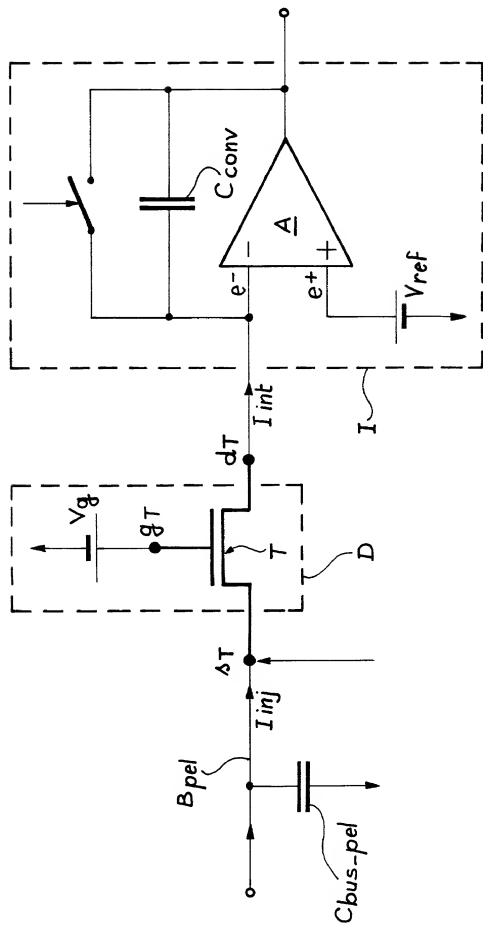 Bpel
Cbus-pel
Iinj
sT
Vg
gT
T
D
dT
Iint
I
e-
e+
-
+
A
Cconv
Vref